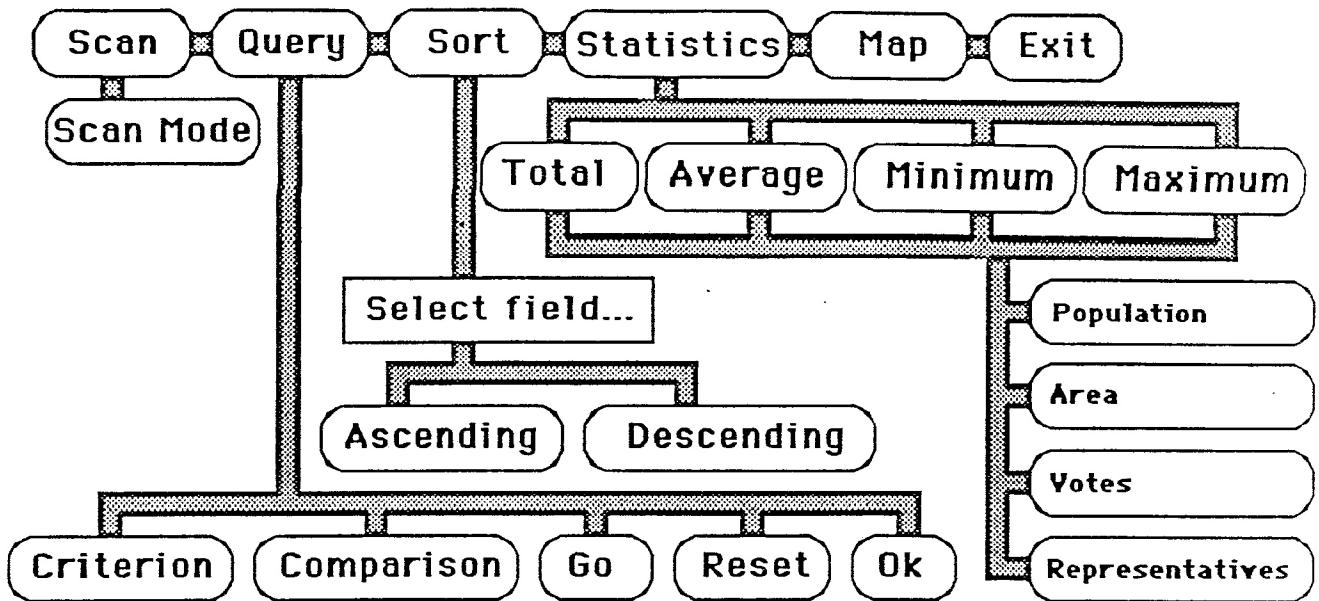 Scan Query Sort Statistics Map Exit
Scan Mode
Total Average Minimum Maximum
Select field...
Population
Area
Ascending Descending
Votes
Criterion Comparison Go Reset Ok
Representatives